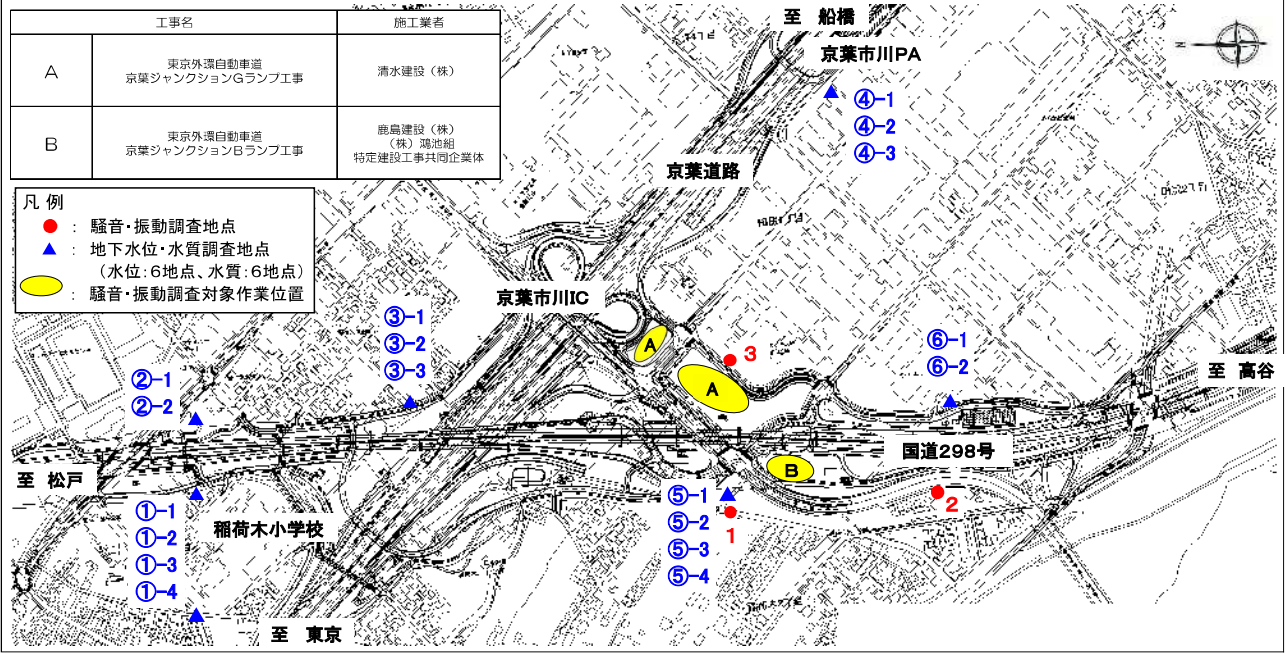 工事名 施工業者
A 東京外環自動車道
京葉ジャンクションGランプ工事
清水建設（株）
B 東京外環自動車道
京葉ジャンクションBランプ工事
鹿島建設（株）
（株）鴻池組
特定建設工事共同企業体
凡 例
： 騒音・振動調査地点
： 地下水位・水質調査地点
（水位：6地点、水質：6地点）
： 騒音・振動調査対象作業位置
至 船橋
京葉市川PA
N
④-1
④-2
④-3
京葉道路
京葉市川IC
③-1
③-2
③-3
A
3
A
⑥-1
⑥-2
至 高谷
②-1
②-2
国道298号
B
至 松戸
①-1
①-2
①-3
①-4
稲荷木小学校
⑤-1
⑤-2
⑤-3
⑤-4
1
2
至 東京